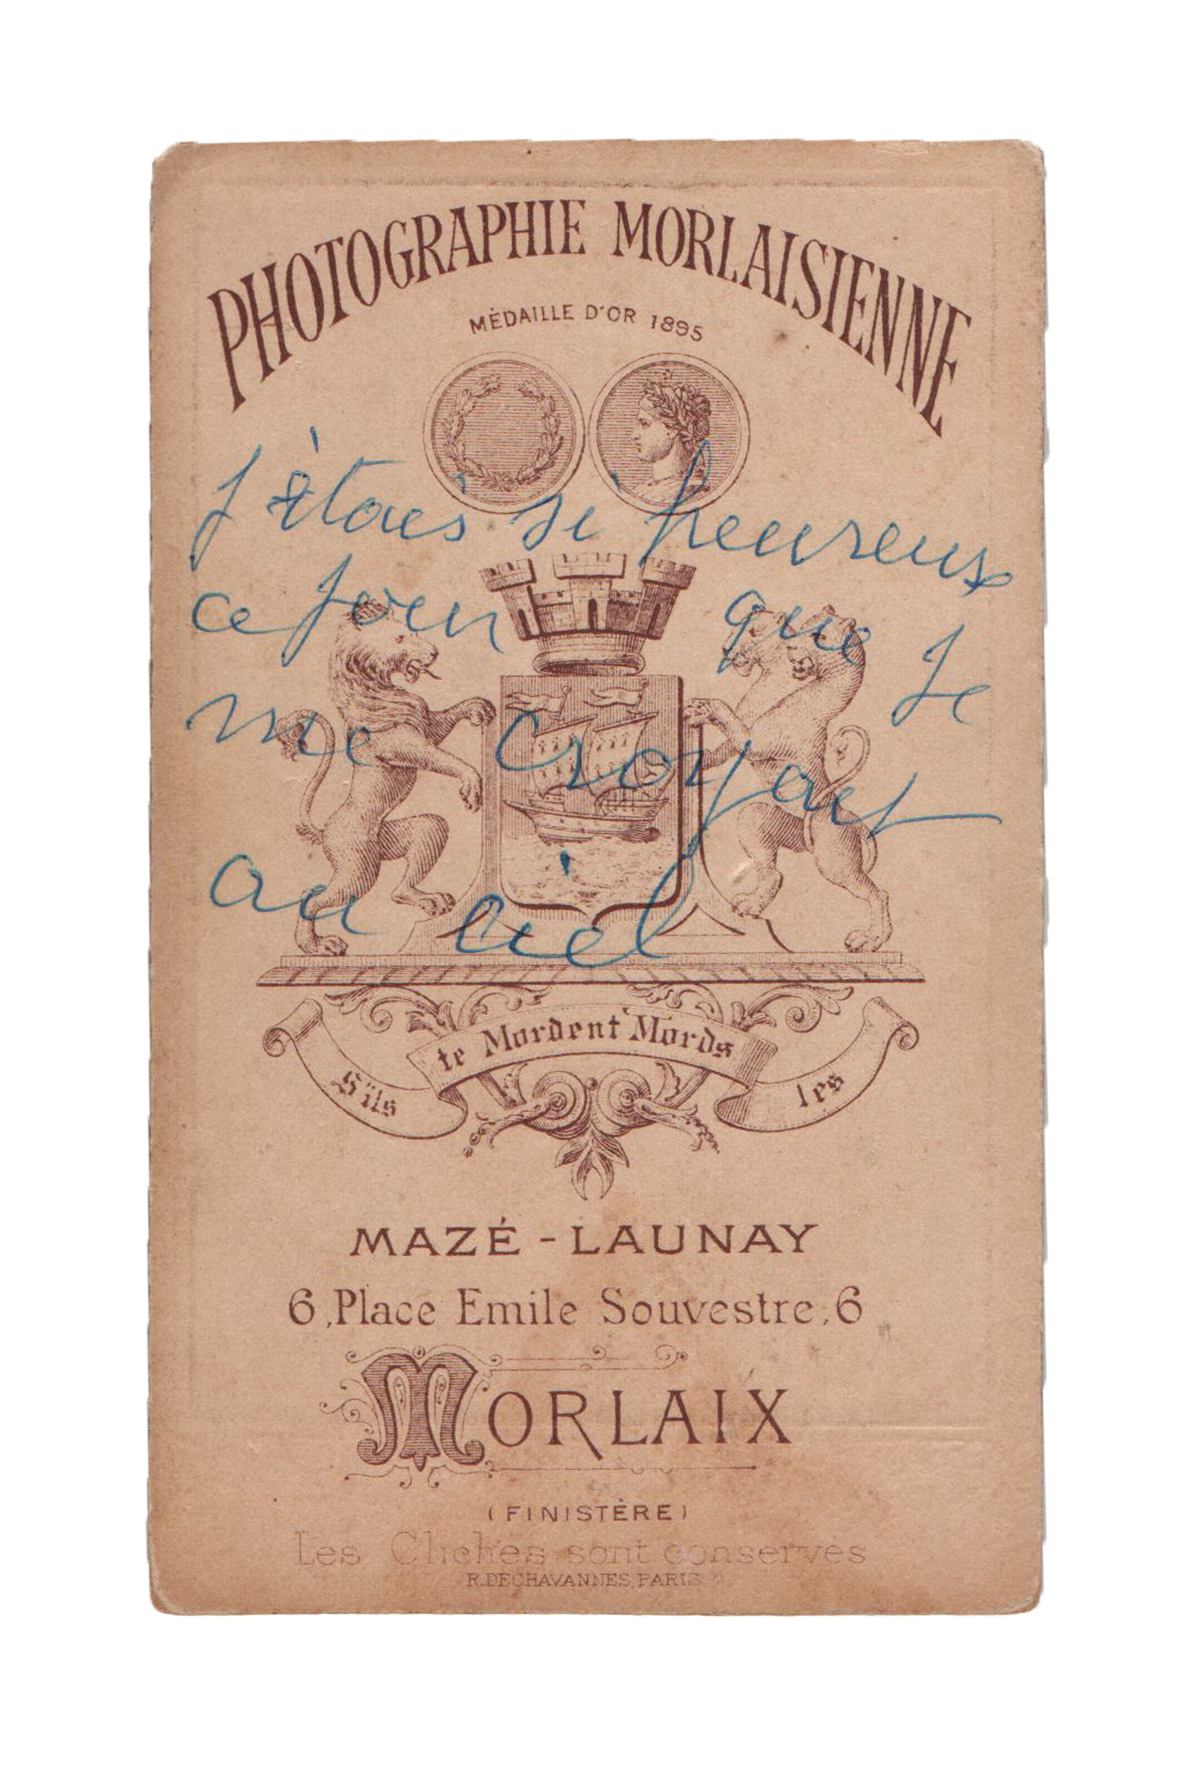 PHOTOGRAPHIE MORLAISIENNE
MÉDAILLE D'OR 1895
J'étais si heureux
ce jour que Je
me croyait
au ciel
S'ils te Mordent Mords les
MAZÉ - LAUNAY
6, Place Emile Souvestre, 6
MORLAIX
(FINISTÈRE)
Les Clichés sont conservés
R. DECHAVANNES, PARIS